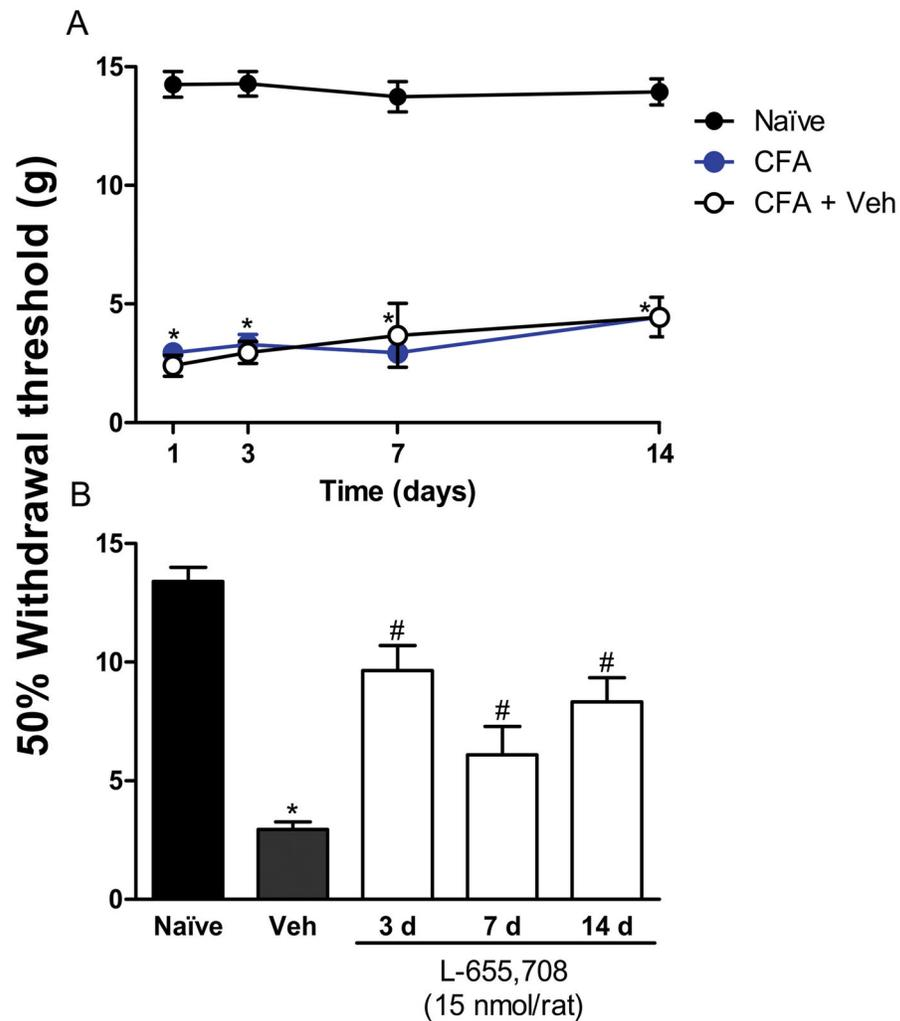 A
50% Withdrawal threshold (g)
15
10
5
0
* * * *
1 3 7 14
Time (days)
Naïve
CFA
CFA + Veh
B
15
10
5
0
* # # #
Naïve Veh 3 d 7 d 14 d
L-655,708
(15 nmol/rat)